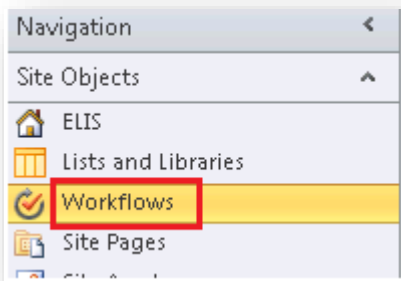 Navigation
Site Objects
ELIS
Lists and Libraries
Workflows
Site Pages